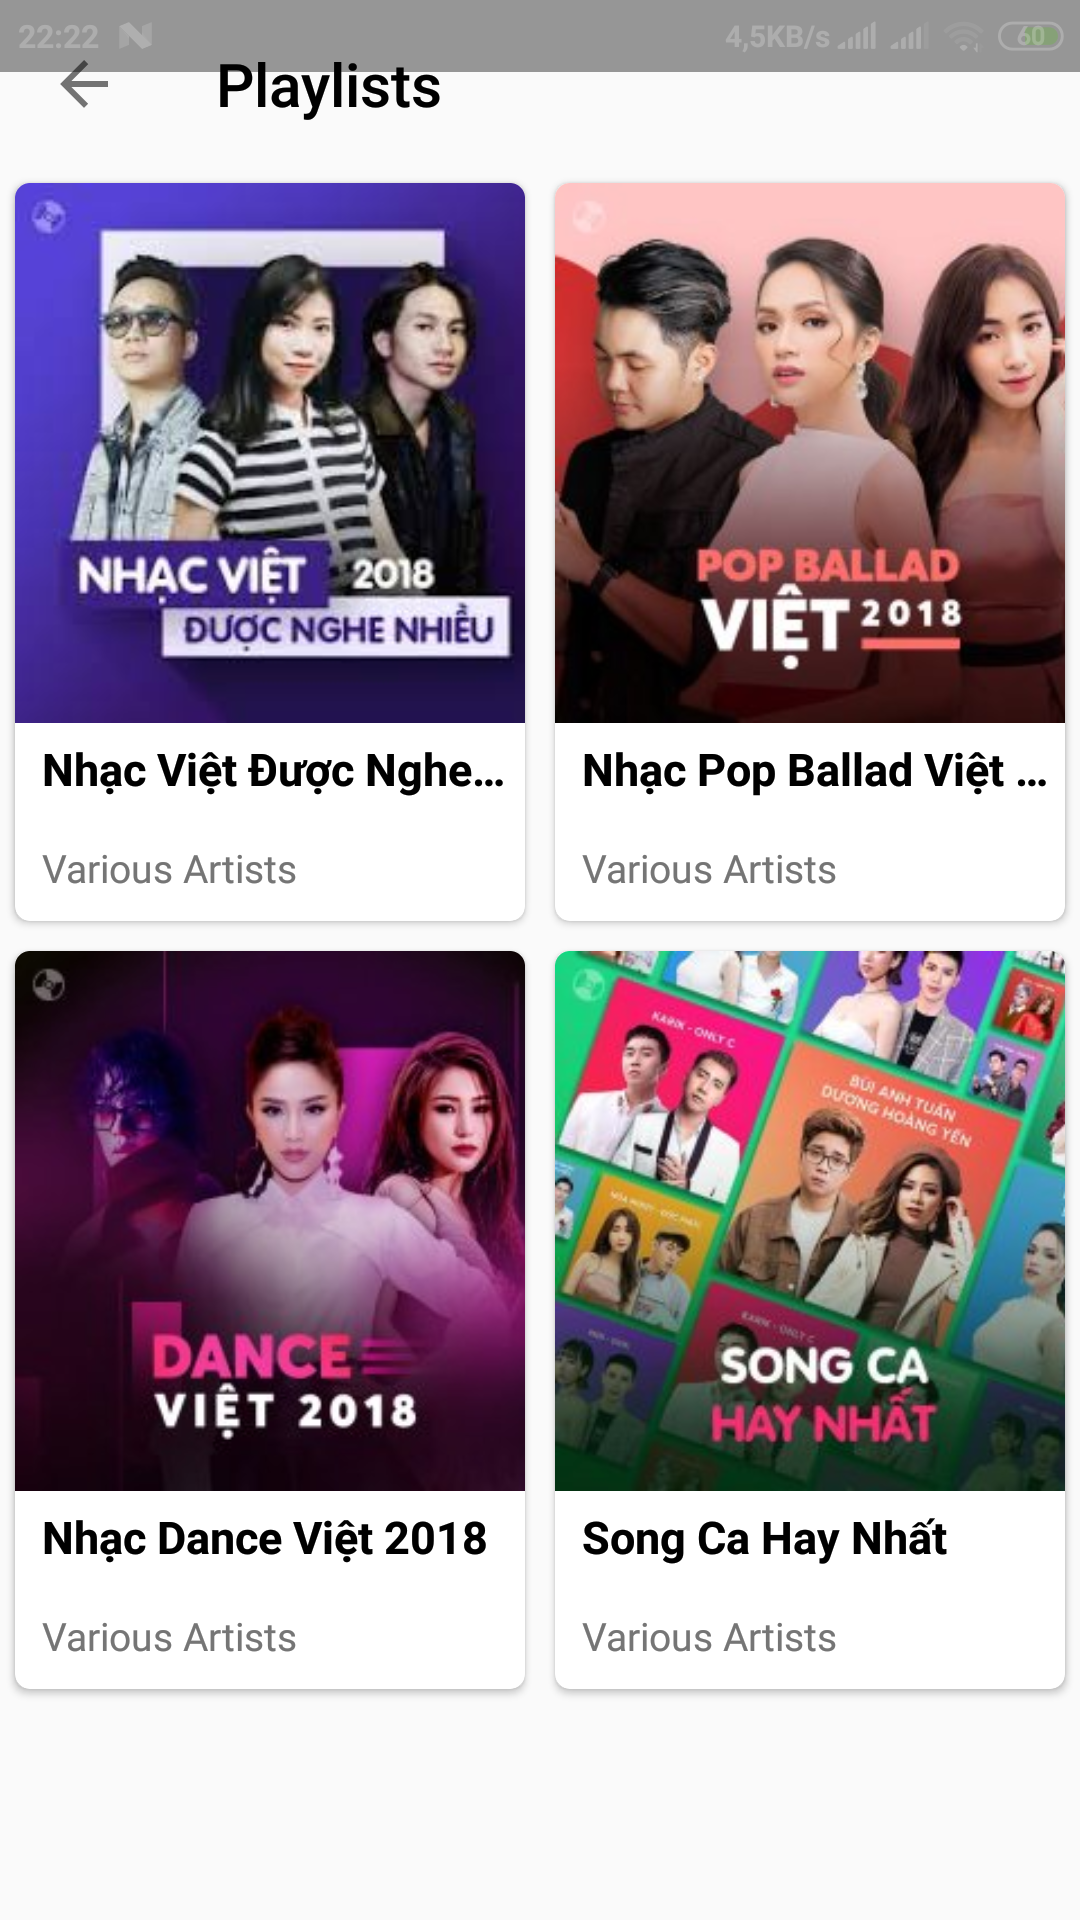 22:22
4,5KB/s
60
Playlists
NHẠC VIỆT 2018
ĐƯỢC NGHE NHIỀU
POP BALLAD
VIỆT 2018
Nhạc Việt Được Nghe...
Nhạc Pop Ballad Việt ...
Various Artists
Various Artists
DANCE
VIỆT 2018
KARIK - ONLY C
BÙI ANH TUẤN
DƯƠNG HOÀNG YẾN
KARIK - ONLY C
SONG CA
HAY NHẤT
Nhạc Dance Việt 2018
Song Ca Hay Nhất
Various Artists
Various Artists